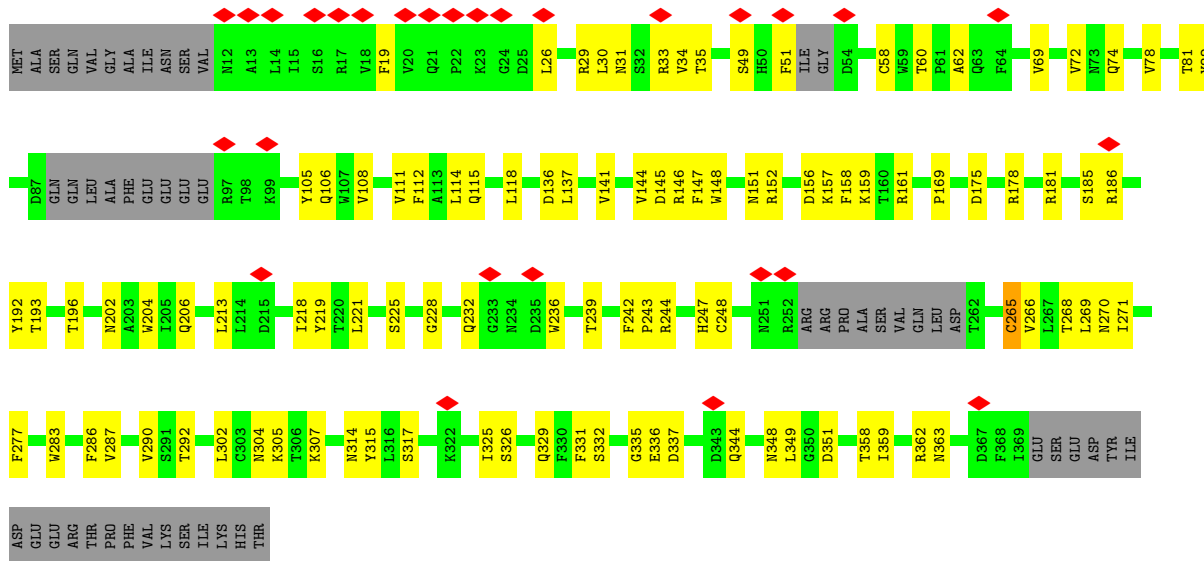 MET ALA SER GLN VAL GLY ALA ILE ASN SER VAL N12 A13 L14 I15 S16 R17 V18 F19 V20 Q21 P22 K23 G24 D25 L26 R29 L30 N31 S32 R33 V34 T35 S49 H50 F51 ILE GLY D54 C58 W59 T60 P61 A62 Q63 F64 V69 V72 N73 Q74 V78 T81
D87 GLN GLN LEU ALA PHE GLU GLU GLU GLU R97 T98 K99 Y105 Q106 W107 V108 V111 F112 A113 L114 Q115 L118 D136 L137 V141 V144 D145 R146 F147 W148 N151 R152 D156 K157 F158 K159 T160 R161 P169 D175 R178 R181 S185 R186
Y192 T193 T196 N202 A203 W204 I205 Q206 L213 L214 D215 I218 Y219 T220 L221 S225 G228 Q232 G233 N234 D235 W236 T239 F242 P243 R244 H247 C248 N251 R252 ARG ARG PRO ALA SER VAL GLN LEU ASP T262 C265 V266 L267 T268 L269 N270 I271
F277 W283 F286 V287 V290 S291 T292 L302 C303 N304 K305 T306 K307 N314 Y315 L316 S317 K322 I325 S326 Q329 F330 F331 S332 G335 E336 D337 D343 Q344 N348 L349 G350 D351 T358 I359 R362 N363 D367 F368 I369 GLU SER GLU ASP TYR ILE
ASP GLU GLU ARG THR PRO PHE VAL LYS SER ILE LYS HIS THR